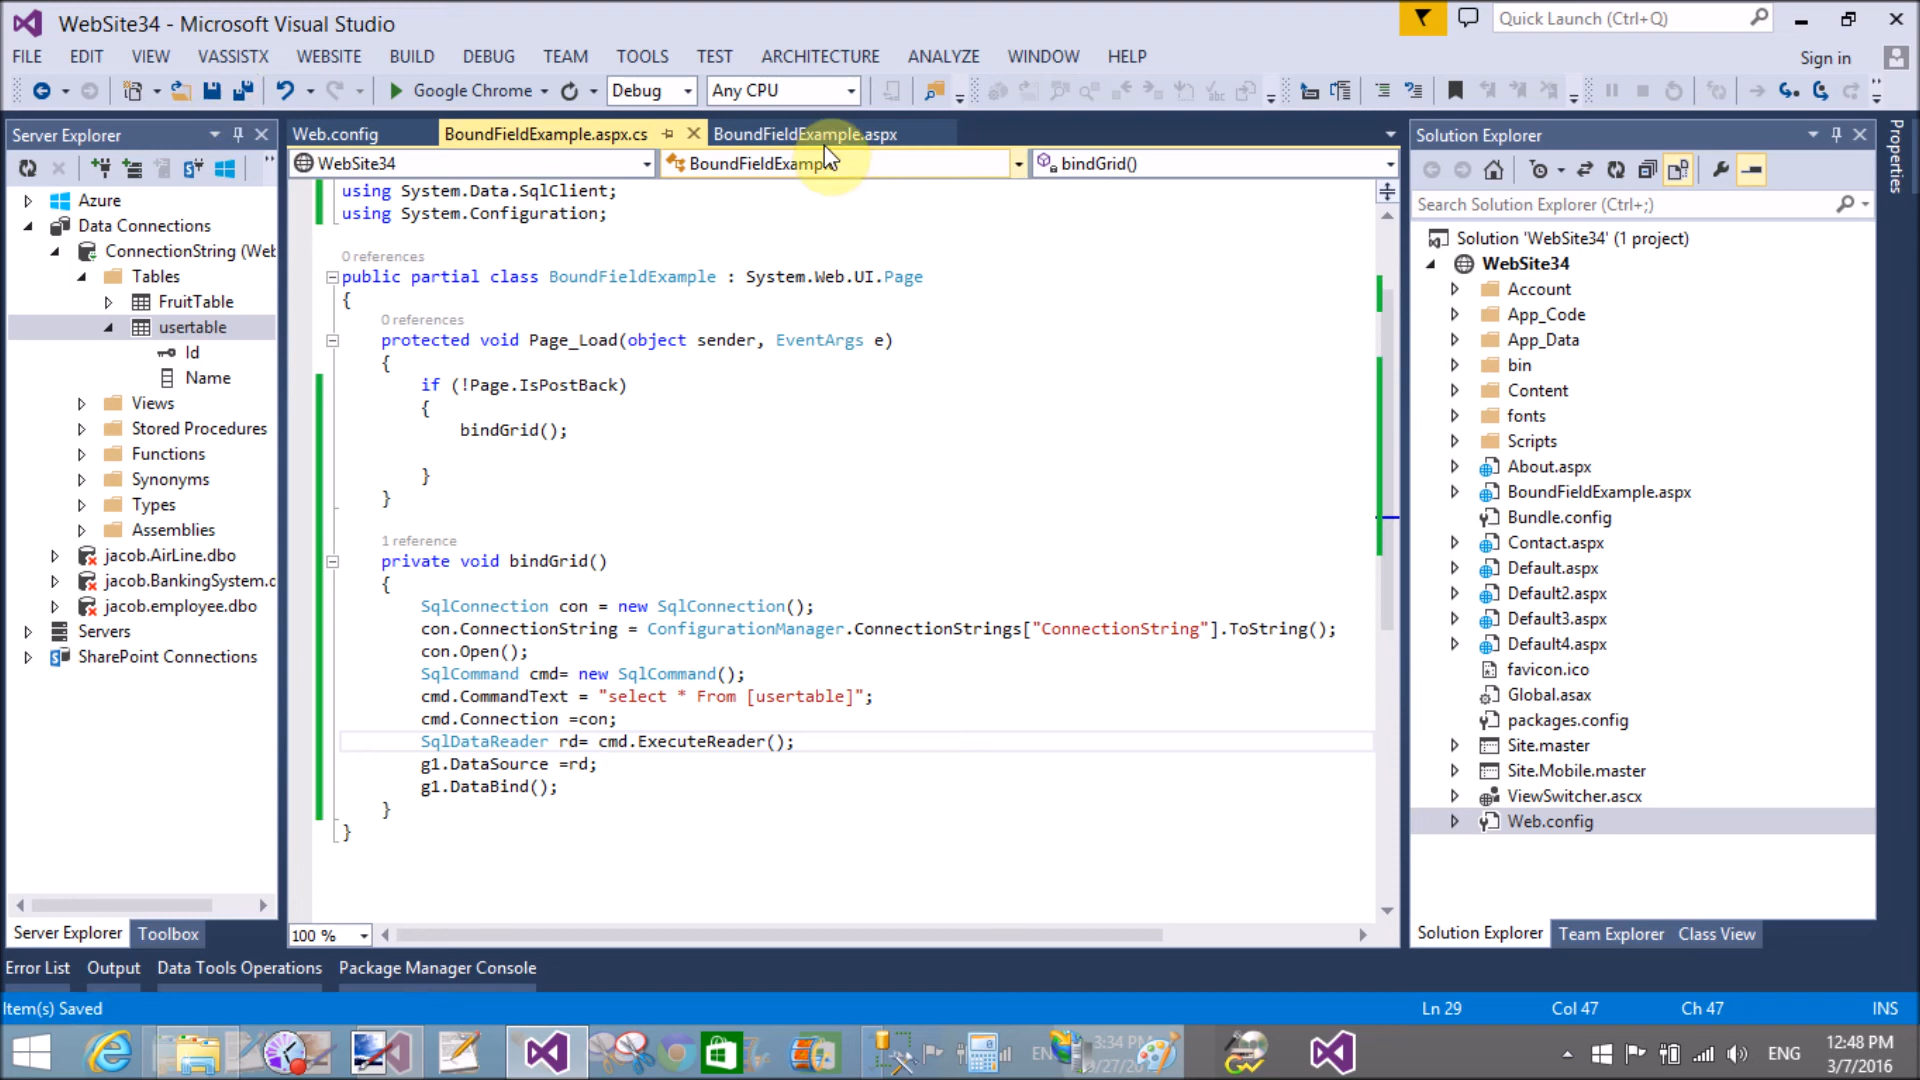 WebSite34 - Microsoft Visual Studio
Quick Launch (Ctrl+Q)
FILE EDIT VIEW VASSISTX WEBSITE BUILD DEBUG TEAM TOOLS TEST ARCHITECTURE ANALYZE WINDOW HELP
Sign in
Google Chrome Debug Any CPU
Server Explorer
Web.config BoundFieldExample.aspx.cs BoundFieldExample.aspx
Solution Explorer
Properties
WebSite34 BoundFieldExample bindGrid()
Search Solution Explorer (Ctrl+;)
Azure
Data Connections
ConnectionString (Wel
Tables
FruitTable
usertable
Id
Name
Views
Stored Procedures
Functions
Synonyms
Types
Assemblies
jacob.AirLine.dbo
jacob.BankingSystem.c
jacob.employee.dbo
Servers
SharePoint Connections
using System.Data.SqlClient;
using System.Configuration;
0 references
public partial class BoundFieldExample : System.Web.UI.Page
{
0 references
protected void Page_Load(object sender, EventArgs e)
{
if (!Page.IsPostBack)
{
bindGrid();
}
}
1 reference
private void bindGrid()
{
SqlConnection con = new SqlConnection();
con.ConnectionString = ConfigurationManager.ConnectionStrings["ConnectionString"].ToString();
con.Open();
SqlCommand cmd= new SqlCommand();
cmd.CommandText = "select * From [usertable]";
cmd.Connection =con;
SqlDataReader rd= cmd.ExecuteReader();
g1.DataSource =rd;
g1.DataBind();
}
}
Solution 'WebSite34' (1 project)
WebSite34
Account
App_Code
App_Data
bin
Content
fonts
Scripts
About.aspx
BoundFieldExample.aspx
Bundle.config
Contact.aspx
Default.aspx
Default2.aspx
Default3.aspx
Default4.aspx
favicon.ico
Global.asax
packages.config
Site.master
Site.Mobile.master
ViewSwitcher.ascx
Web.config
100 %
Server Explorer Toolbox
Solution Explorer Team Explorer Class View
Error List Output Data Tools Operations Package Manager Console
Item(s) Saved
Ln 29 Col 47 Ch 47 INS
EN
3:34 PM
ENG
12:48 PM
3/7/2016